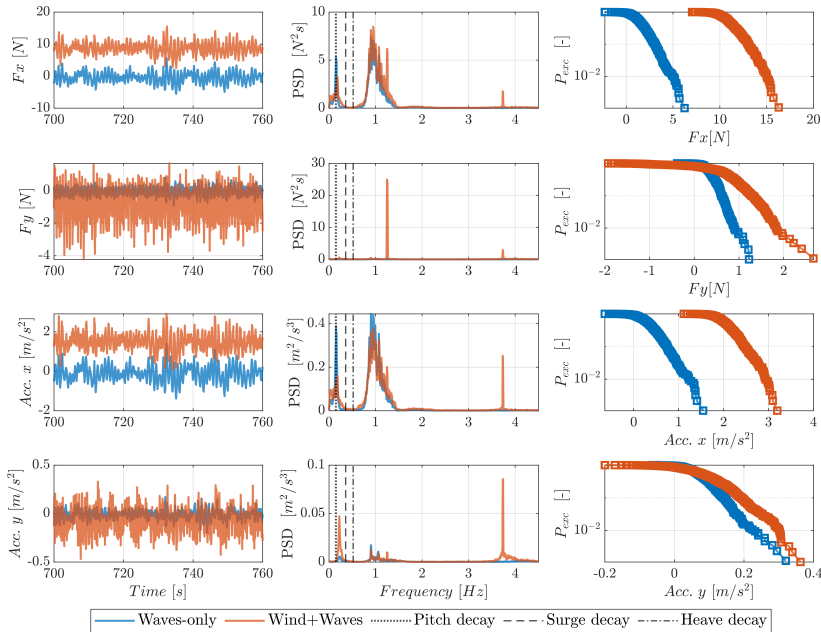 20
10
0
-10
Fx [N]
700 720 740 760
10
5
0
PSD [N²s]
0 1 2 3 4
10⁻²
P_exc [-]
0 5 10 15 20
Fx[N]
0
-2
-4
Fy [N]
700 720 740 760
30
20
10
0
PSD [N²s]
0 1 2 3 4
10⁻²
P_exc [-]
-2 -1 0 1 2
Fy[N]
2
0
-2
Acc. x [m/s²]
700 720 740 760
0.4
0.2
0
PSD [m²/s³]
0 1 2 3 4
10⁻²
P_exc [-]
0 1 2 3 4
Acc. x [m/s²]
0.5
0
-0.5
Acc. y [m/s²]
700 720 740 760
Time [s]
0.1
0.05
0
PSD [m²/s³]
0 1 2 3 4
Frequency [Hz]
10⁻²
P_exc [-]
-0.2 0 0.2 0.4
Acc. y [m/s²]
Waves-only Wind+Waves Pitch decay Surge decay Heave decay